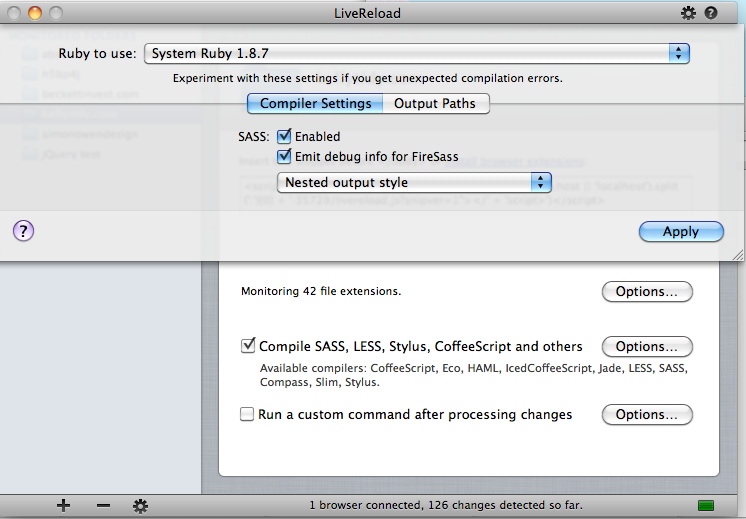 LiveReload
Ruby to use: System Ruby 1.8.7
Experiment with these settings if you get unexpected compilation errors.
Compiler Settings Output Paths
SASS: Enabled
Emit debug info for FireSass
Nested output style
?
Apply
Monitoring 42 file extensions.
Options...
Compile SASS, LESS, Stylus, CoffeeScript and others
Options...
Available compilers: CoffeeScript, Eco, HAML, IcedCoffeeScript, Jade, LESS, SASS,
Compass, Slim, Stylus.
Run a custom command after processing changes
Options...
1 browser connected, 126 changes detected so far.